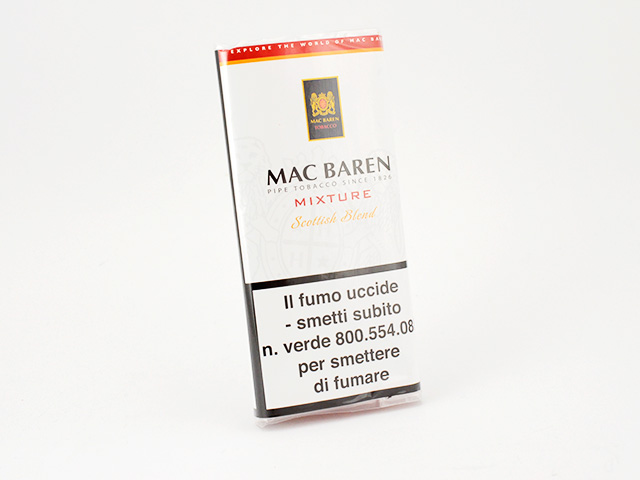 EXPLORE THE WORLD OF MAC BA
MAC BAREN
TOBACCO
MAC BAREN
PIPE TOBACCO SINCE 1826
MIXTURE
Scottish Blend
Il fumo uccide
- smetti subito
n. verde 800.554.08
per smettere
di fumare